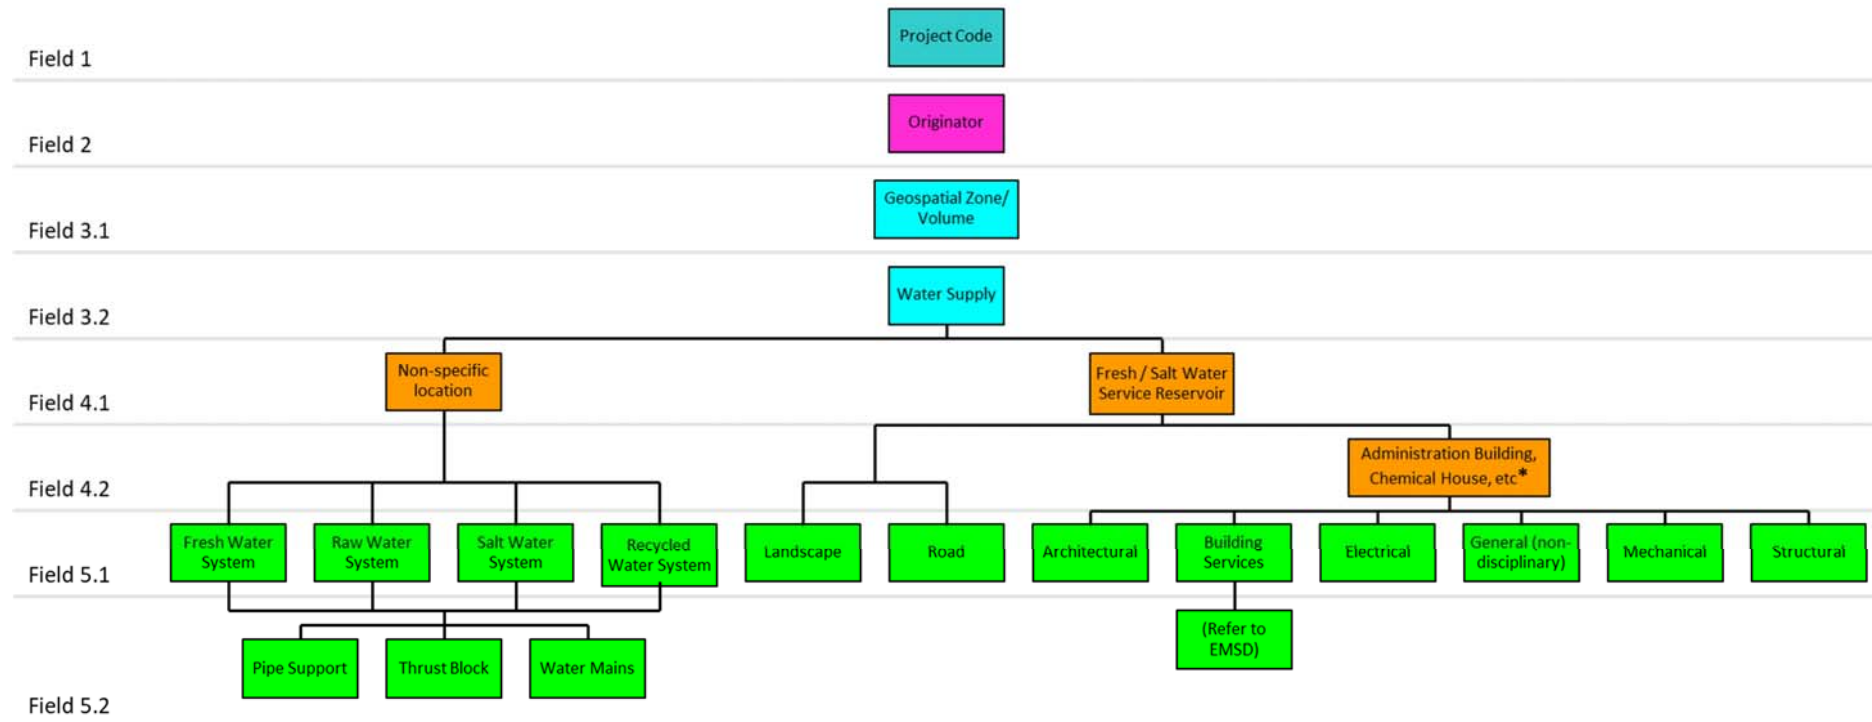 Project Code
Field 1
Originator
Field 2
Geospatial Zone/
Volume
Field 3.1
Water Supply
Field 3.2
Non-specific
location
Fresh / Salt Water
Service Reservoir
Field 4.1
Administration Building,
Chemical House, etc*
Field 4.2
Fresh Water
System
Raw Water
System
Salt Water
System
Recycled
Water System
Landscape
Road
Architectural
Building
Services
Electrical
General (non-
disciplinary)
Mechanical
Structural
Field 5.1
Pipe Support
Thrust Block
Water Mains
(Refer to
EMSD)
Field 5.2